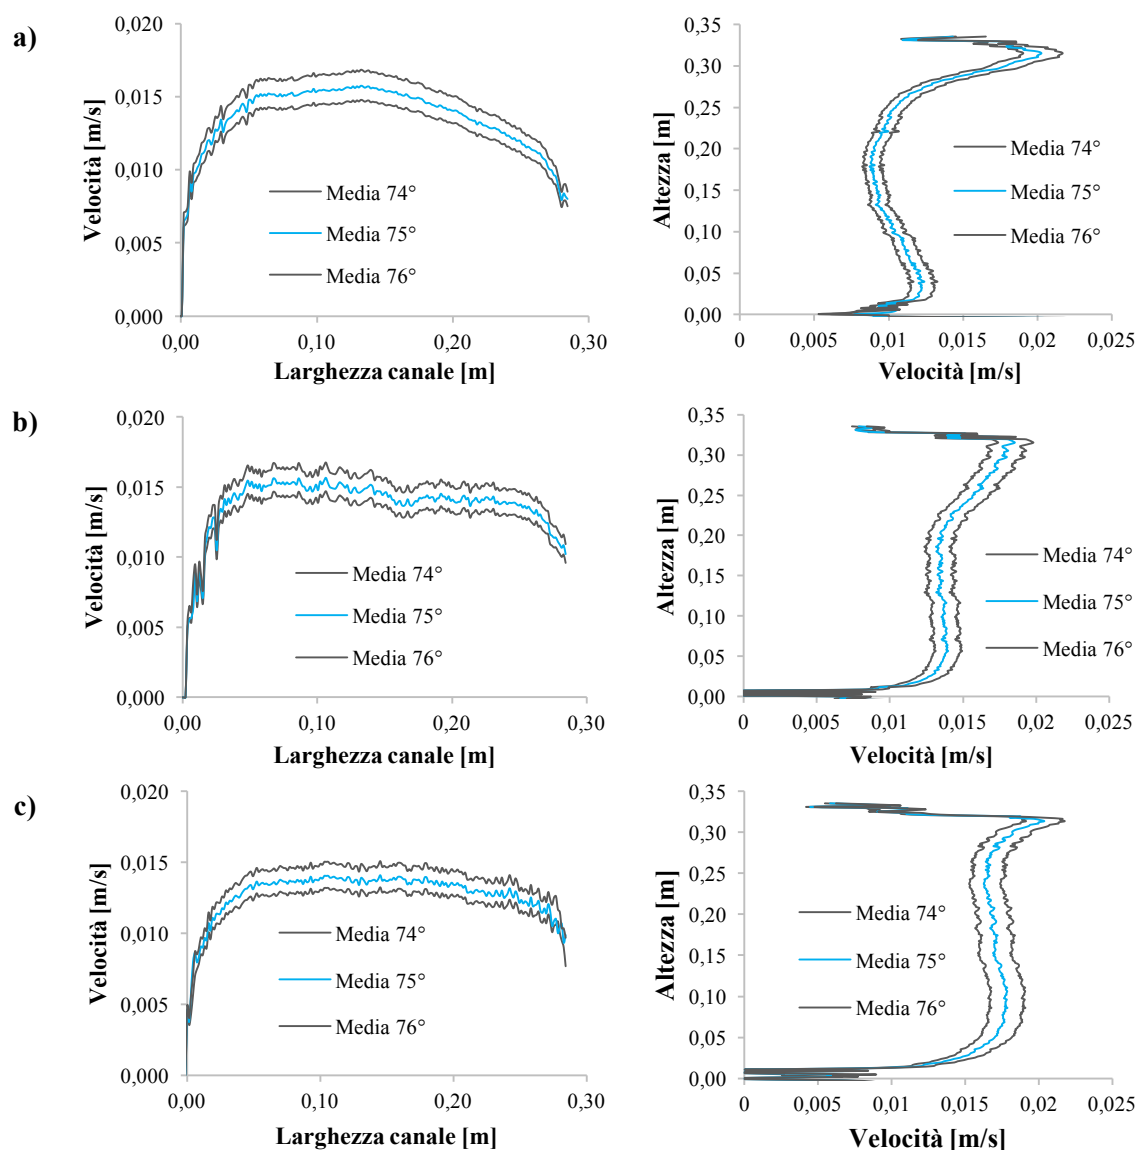 a)
Velocità [m/s]
0,020
0,015
0,010
0,005
0,000
Media 74°
Media 75°
Media 76°
0,00 0,10 0,20 0,30
Larghezza canale [m]
Altezza [m]
0,35
0,30
0,25
0,20
0,15
0,10
0,05
0,00
Media 74°
Media 75°
Media 76°
0 0,005 0,01 0,015 0,02 0,025
Velocità [m/s]
b)
Velocità [m/s]
0,020
0,015
0,010
0,005
0,000
Media 74°
Media 75°
Media 76°
0,00 0,10 0,20 0,30
Larghezza canale [m]
Altezza [m]
0,35
0,30
0,25
0,20
0,15
0,10
0,05
0,00
Media 74°
Media 75°
Media 76°
0 0,005 0,01 0,015 0,02 0,025
Velocità [m/s]
c)
Velocità [m/s]
0,020
0,015
0,010
0,005
0,000
Media 74°
Media 75°
Media 76°
0,00 0,10 0,20 0,30
Larghezza canale [m]
Altezza [m]
0,35
0,30
0,25
0,20
0,15
0,10
0,05
0,00
Media 74°
Media 75°
Media 76°
0 0,005 0,01 0,015 0,02 0,025
Velocità [m/s]